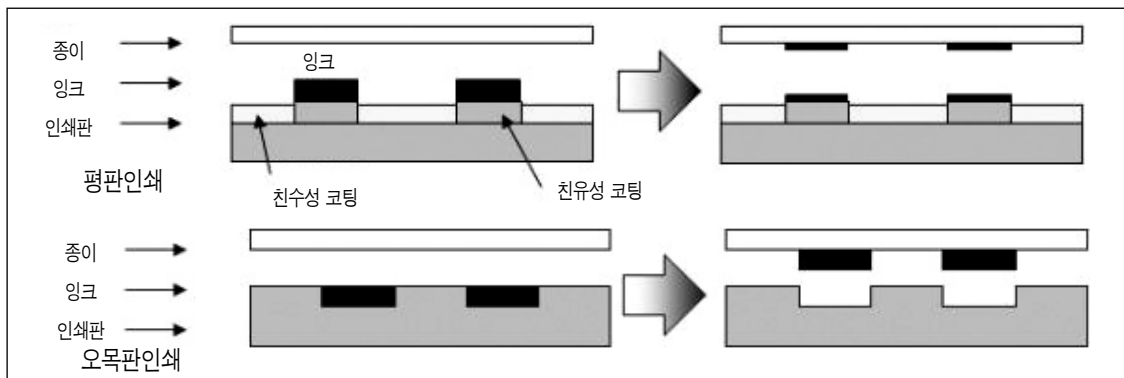 종이
잉크
잉크
인쇄판
평판인쇄
친수성 코팅
친유성 코팅
종이
잉크
인쇄판
오목판인쇄